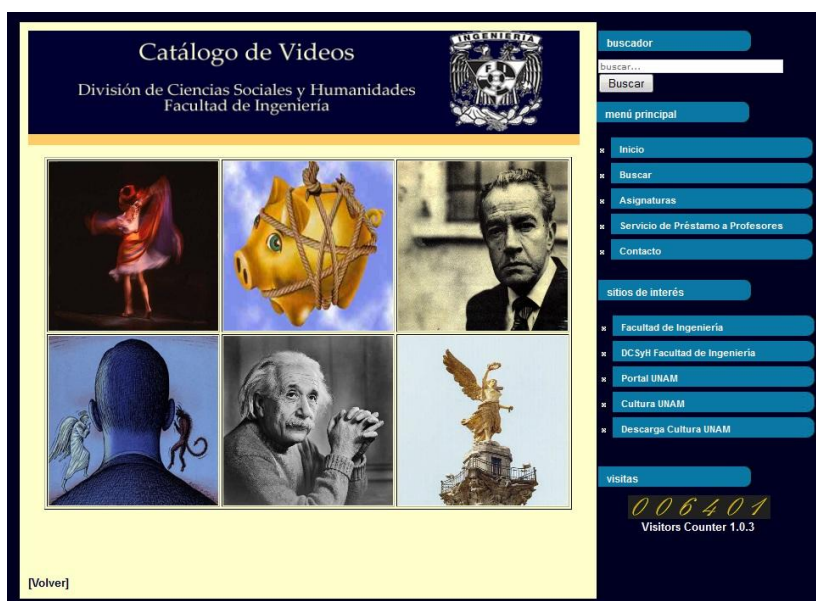 Catálogo de Videos
División de Ciencias Sociales y Humanidades
Facultad de Ingeniería
INGENIERIA
F I
[Volver]
buscador
buscar...
Buscar
menú principal
Inicio
Buscar
Asignaturas
Servicio de Préstamo a Profesores
Contacto
sitios de interés
Facultad de Ingeniería
DCSyH Facultad de Ingeniería
Portal UNAM
Cultura UNAM
Descarga Cultura UNAM
visitas
006401
Visitors Counter 1.0.3